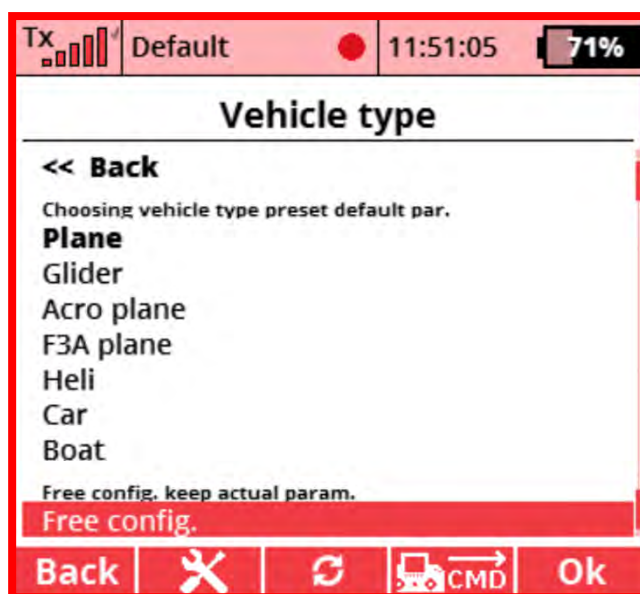 Tx Default 11:51:05 71%
Vehicle type
<< Back
Choosing vehicle type preset default par.
Plane
Glider
Acro plane
F3A plane
Heli
Car
Boat
Free config. keep actual param.
Free config.
Back CMD Ok